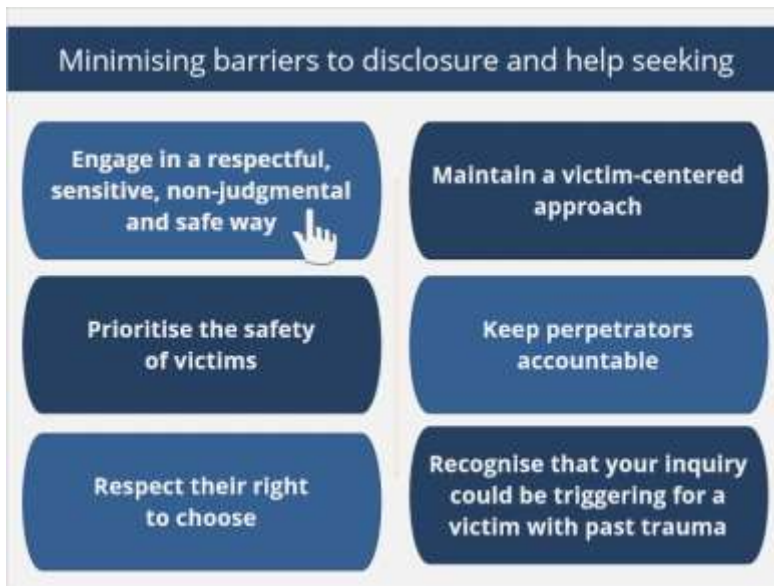 Minimising barriers to disclosure and help seeking
Engage in a respectful,
sensitive, non-judgmental
and safe way
Maintain a victim-centered
approach
Prioritise the safety
of victims
Keep perpetrators
accountable
Respect their right
to choose
Recognise that your inquiry
could be triggering for a
victim with past trauma